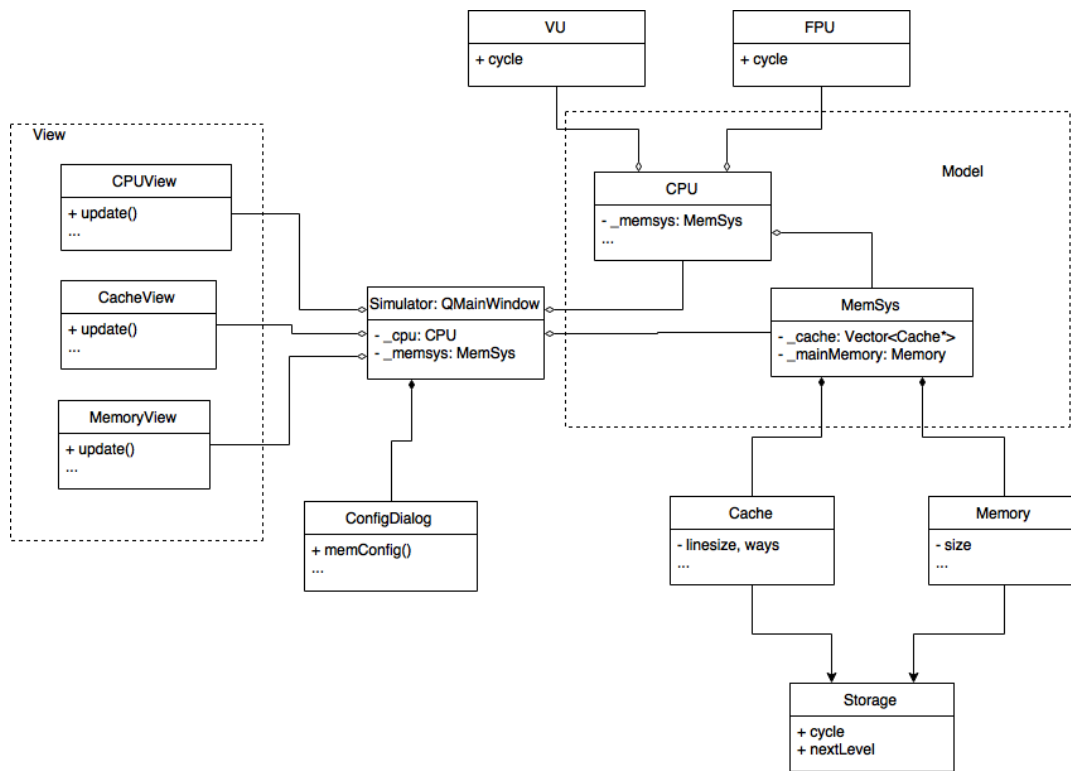 VU
+ cycle
FPU
+ cycle
View
CPUView
+ update()
...
CacheView
+ update()
...
MemoryView
+ update()
...
Simulator: QMainWindow
- _cpu: CPU
- _memsys: MemSys
ConfigDialog
+ memConfig()
...
Model
CPU
- _memsys: MemSys
...
MemSys
- _cache: Vector<Cache*>
- _mainMemory: Memory
Cache
- linesize, ways
...
Memory
- size
...
Storage
+ cycle
+ nextLevel